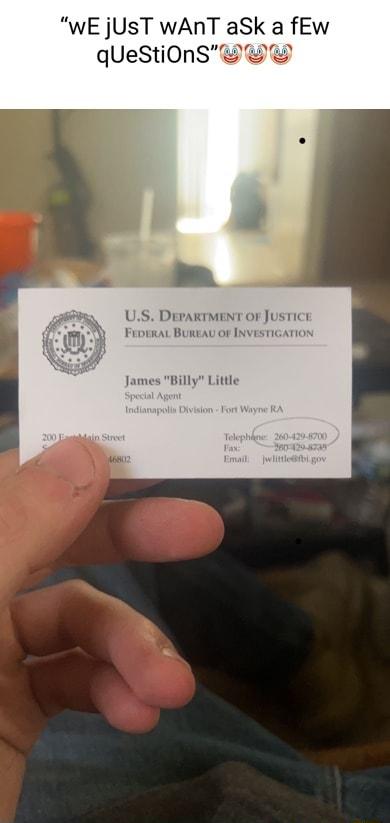 “wE jUsT wAnT aSk a fEw
qUeStiOnS”🤡🤡🤡
U.S. DEPARTMENT OF JUSTICE
FEDERAL BUREAU OF INVESTIGATION
James "Billy" Little
Special Agent
Indianapolis Division - Fort Wayne RA
200 Main Street
46802
Telephone: 260-429-8700
Fax: 260-429-8735
Email: jwlittle@fbi.gov